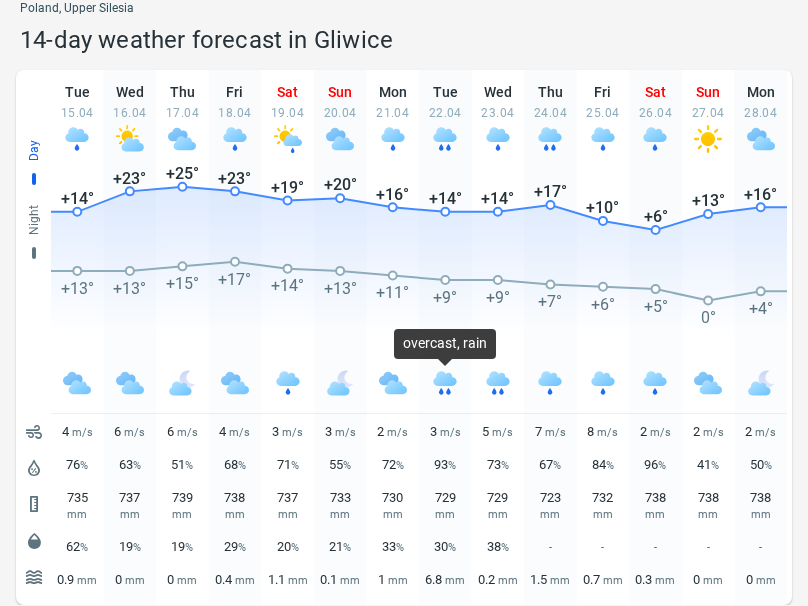 Poland, Upper Silesia
14-day weather forecast in Gliwice
Tue Wed Thu Fri Sat Sun Mon Tue Wed Thu Fri Sat Sun Mon
15.04 16.04 17.04 18.04 19.04 20.04 21.04 22.04 23.04 24.04 25.04 26.04 27.04 28.04
Day
+14° +23° +25° +23° +19° +20° +16° +14° +14° +17° +10° +6° +13° +16°
Night
+13° +13° +15° +17° +14° +13° +11° +9° +9° +7° +6° +5° 0° +4°
overcast, rain
4 m/s 6 m/s 6 m/s 4 m/s 3 m/s 3 m/s 2 m/s 3 m/s 5 m/s 7 m/s 8 m/s 2 m/s 2 m/s 2 m/s
76% 63% 51% 68% 71% 55% 72% 93% 73% 67% 84% 96% 41% 50%
735 737 739 738 737 733 730 729 729 723 732 738 738 738
mm mm mm mm mm mm mm mm mm mm mm mm mm mm
62% 19% 19% 29% 20% 21% 33% 30% 38% - - - - -
0.9 mm 0 mm 0 mm 0.4 mm 1.1 mm 0.1 mm 1 mm 6.8 mm 0.2 mm 1.5 mm 0.7 mm 0.3 mm 0 mm 0 mm